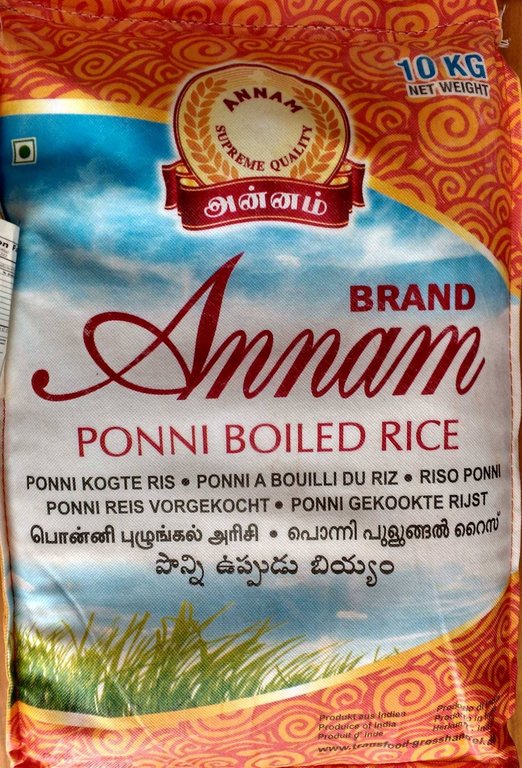 10 KG
NET WEIGHT
ANNAM
SUPREME QUALITY
அன்னம்
BRAND
Annam
PONNI BOILED RICE
PONNI KOGTE RIS • PONNI A BOUILLI DU RIZ • RISO PONNI
PONNI REIS VORGEKOCHT • PONNI GEKOOKTE RIJST
பொன்னி புழுங்கல் அரிசி • പൊന്നി പുളുങ്ങൽ റൈസ്
పొన్ని ఉప్పుడు బియ్యం
Produkt aus Indien
Produce of India
Produit d' Inde